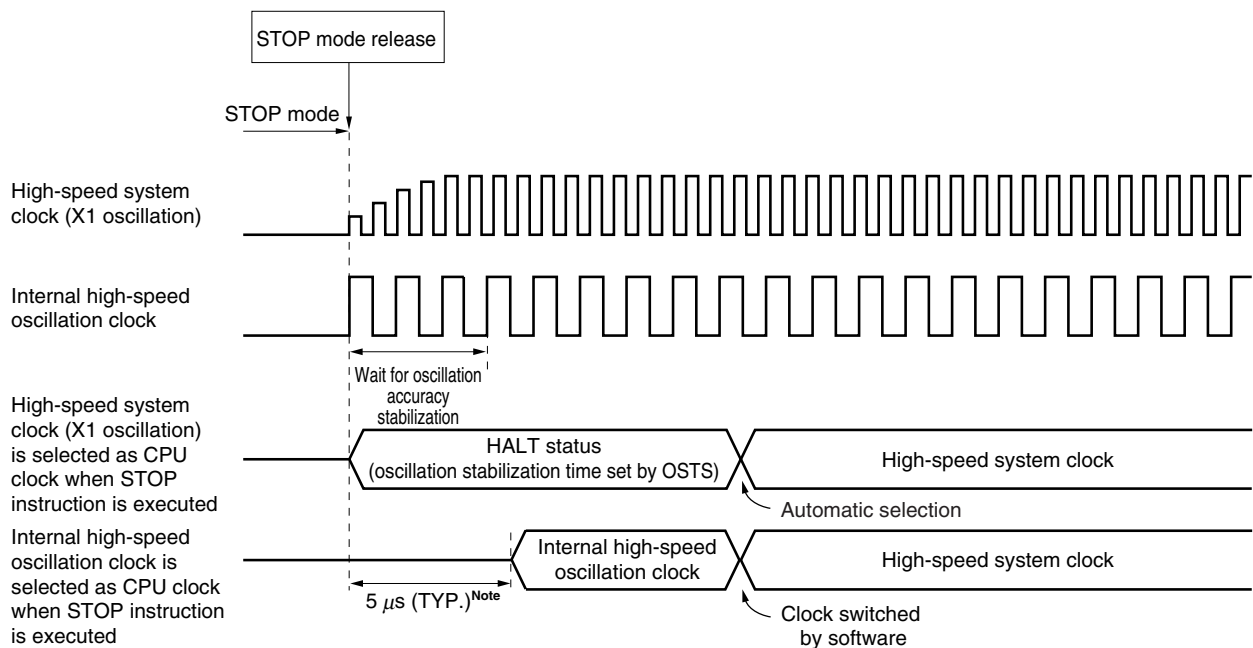 STOP mode release
STOP mode
High-speed system
clock (X1 oscillation)
Internal high-speed
oscillation clock
Wait for oscillation
accuracy
stabilization
High-speed system
clock (X1 oscillation)
is selected as CPU
clock when STOP
instruction is executed
HALT status
(oscillation stabilization time set by OSTS)
High-speed system clock
Automatic selection
Internal high-speed
oscillation clock is
selected as CPU clock
when STOP instruction
is executed
Internal high-speed
oscillation clock
High-speed system clock
5 μs (TYP.)Note
Clock switched
by software